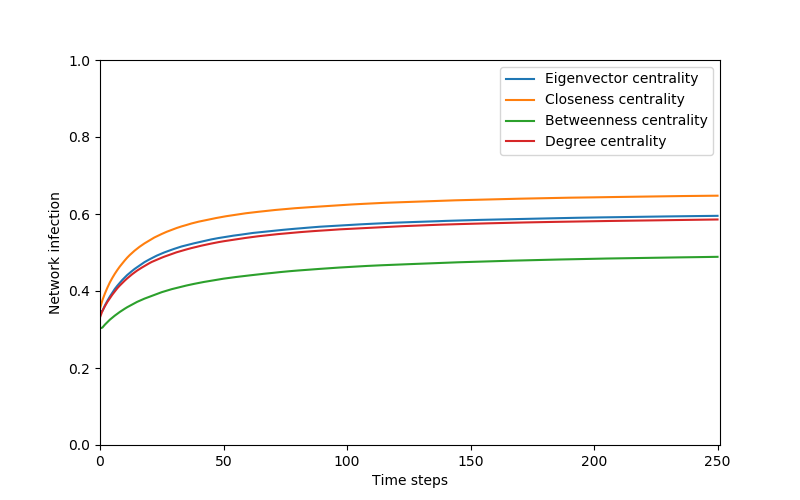 1.0
0.8
0.6
0.4
0.2
0.0
Network infection
Eigenvector centrality
Closeness centrality
Betweenness centrality
Degree centrality
0 50 100 150 200 250
Time steps